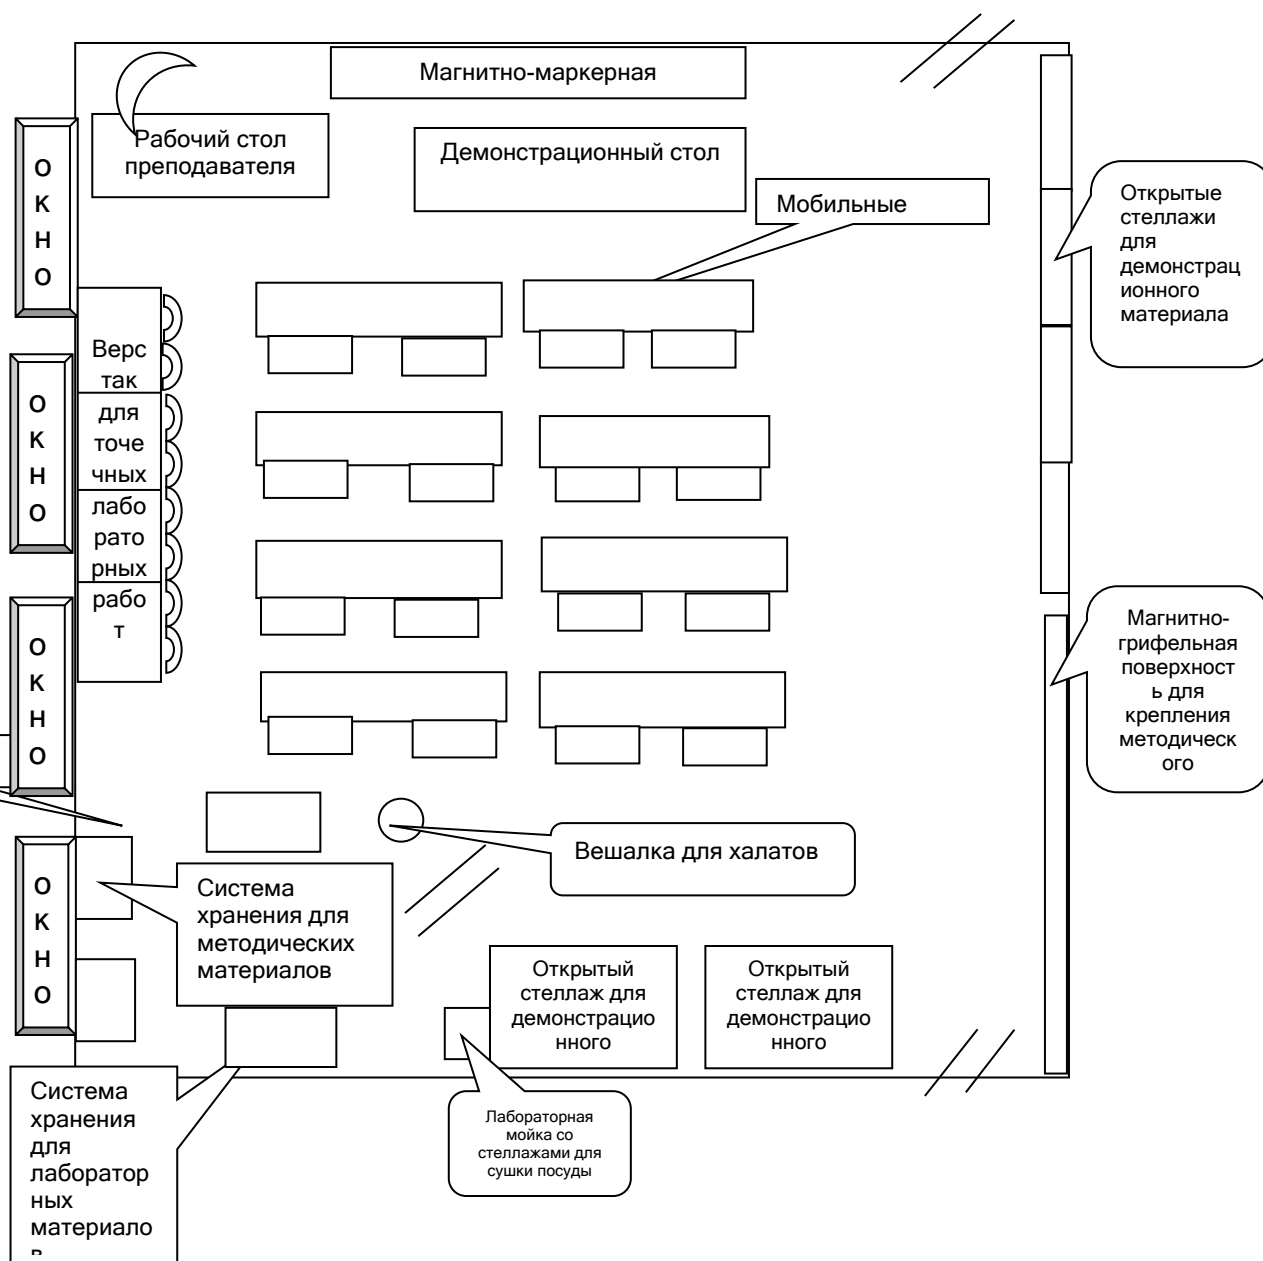 Магнитно-маркерная
Рабочий стол
преподавателя
Демонстрационный стол
Мобильные
О
К
Н
О
Открытые
стеллажи
для
демонстрац
ионного
материала
Верс
так
для
точе
чных
лабо
рато
рных
рабо
т
О
К
Н
О
О
К
Н
О
Магнитно-
грифельная
поверхност
ь для
крепления
методическ
ого
Вешалка для халатов
О
К
Н
О
Система
хранения для
методических
материалов
Открытый
стеллаж для
демонстрацио
нного
Открытый
стеллаж для
демонстрацио
нного
Система
хранения
для
лаборатор
ных
материало
в
Лабораторная
мойка со
стеллажами для
сушки посуды